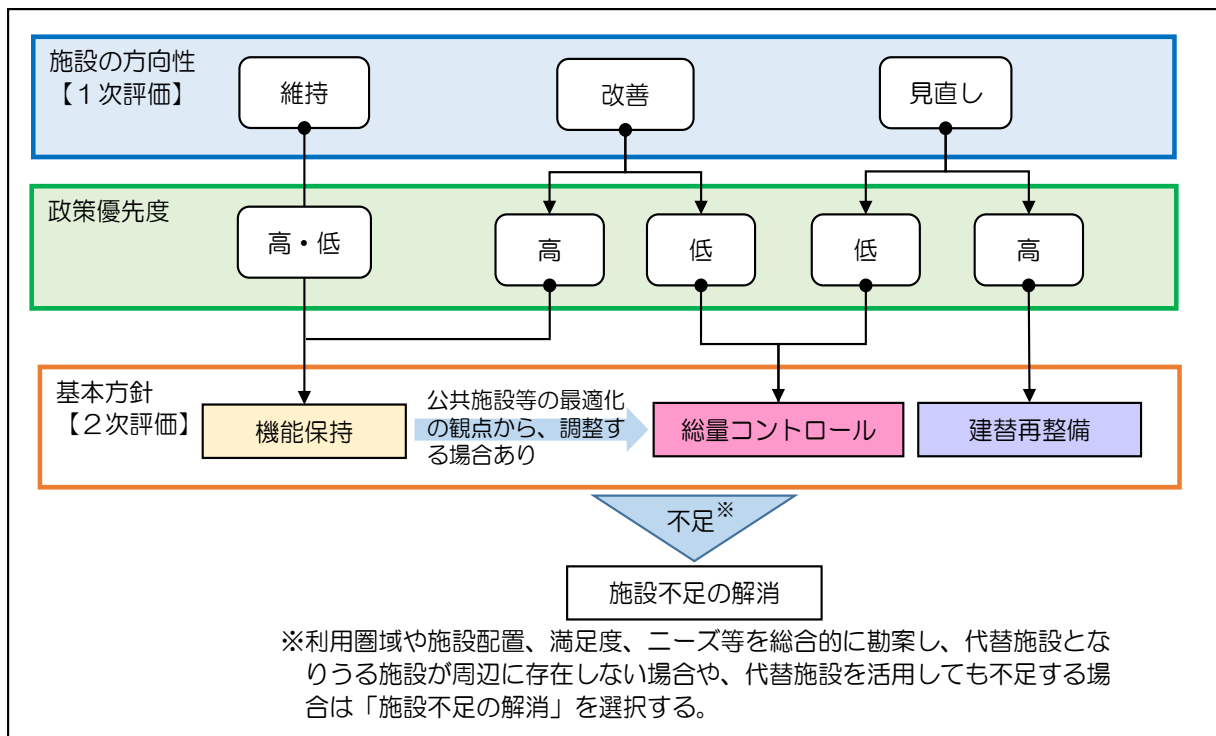 施設の方向性
【１次評価】
維持
改善
見直し
政策優先度
高・低
高
低
低
高
基本方針
【２次評価】
機能保持
公共施設等の最適化
の観点から、調整す
る場合あり
総量コントロール
建替再整備
不足※
施設不足の解消
※利用圏域や施設配置、満足度、ニーズ等を総合的に勘案し、代替施設とな
りうる施設が周辺に存在しない場合や、代替施設を活用しても不足する場
合は「施設不足の解消」を選択する。